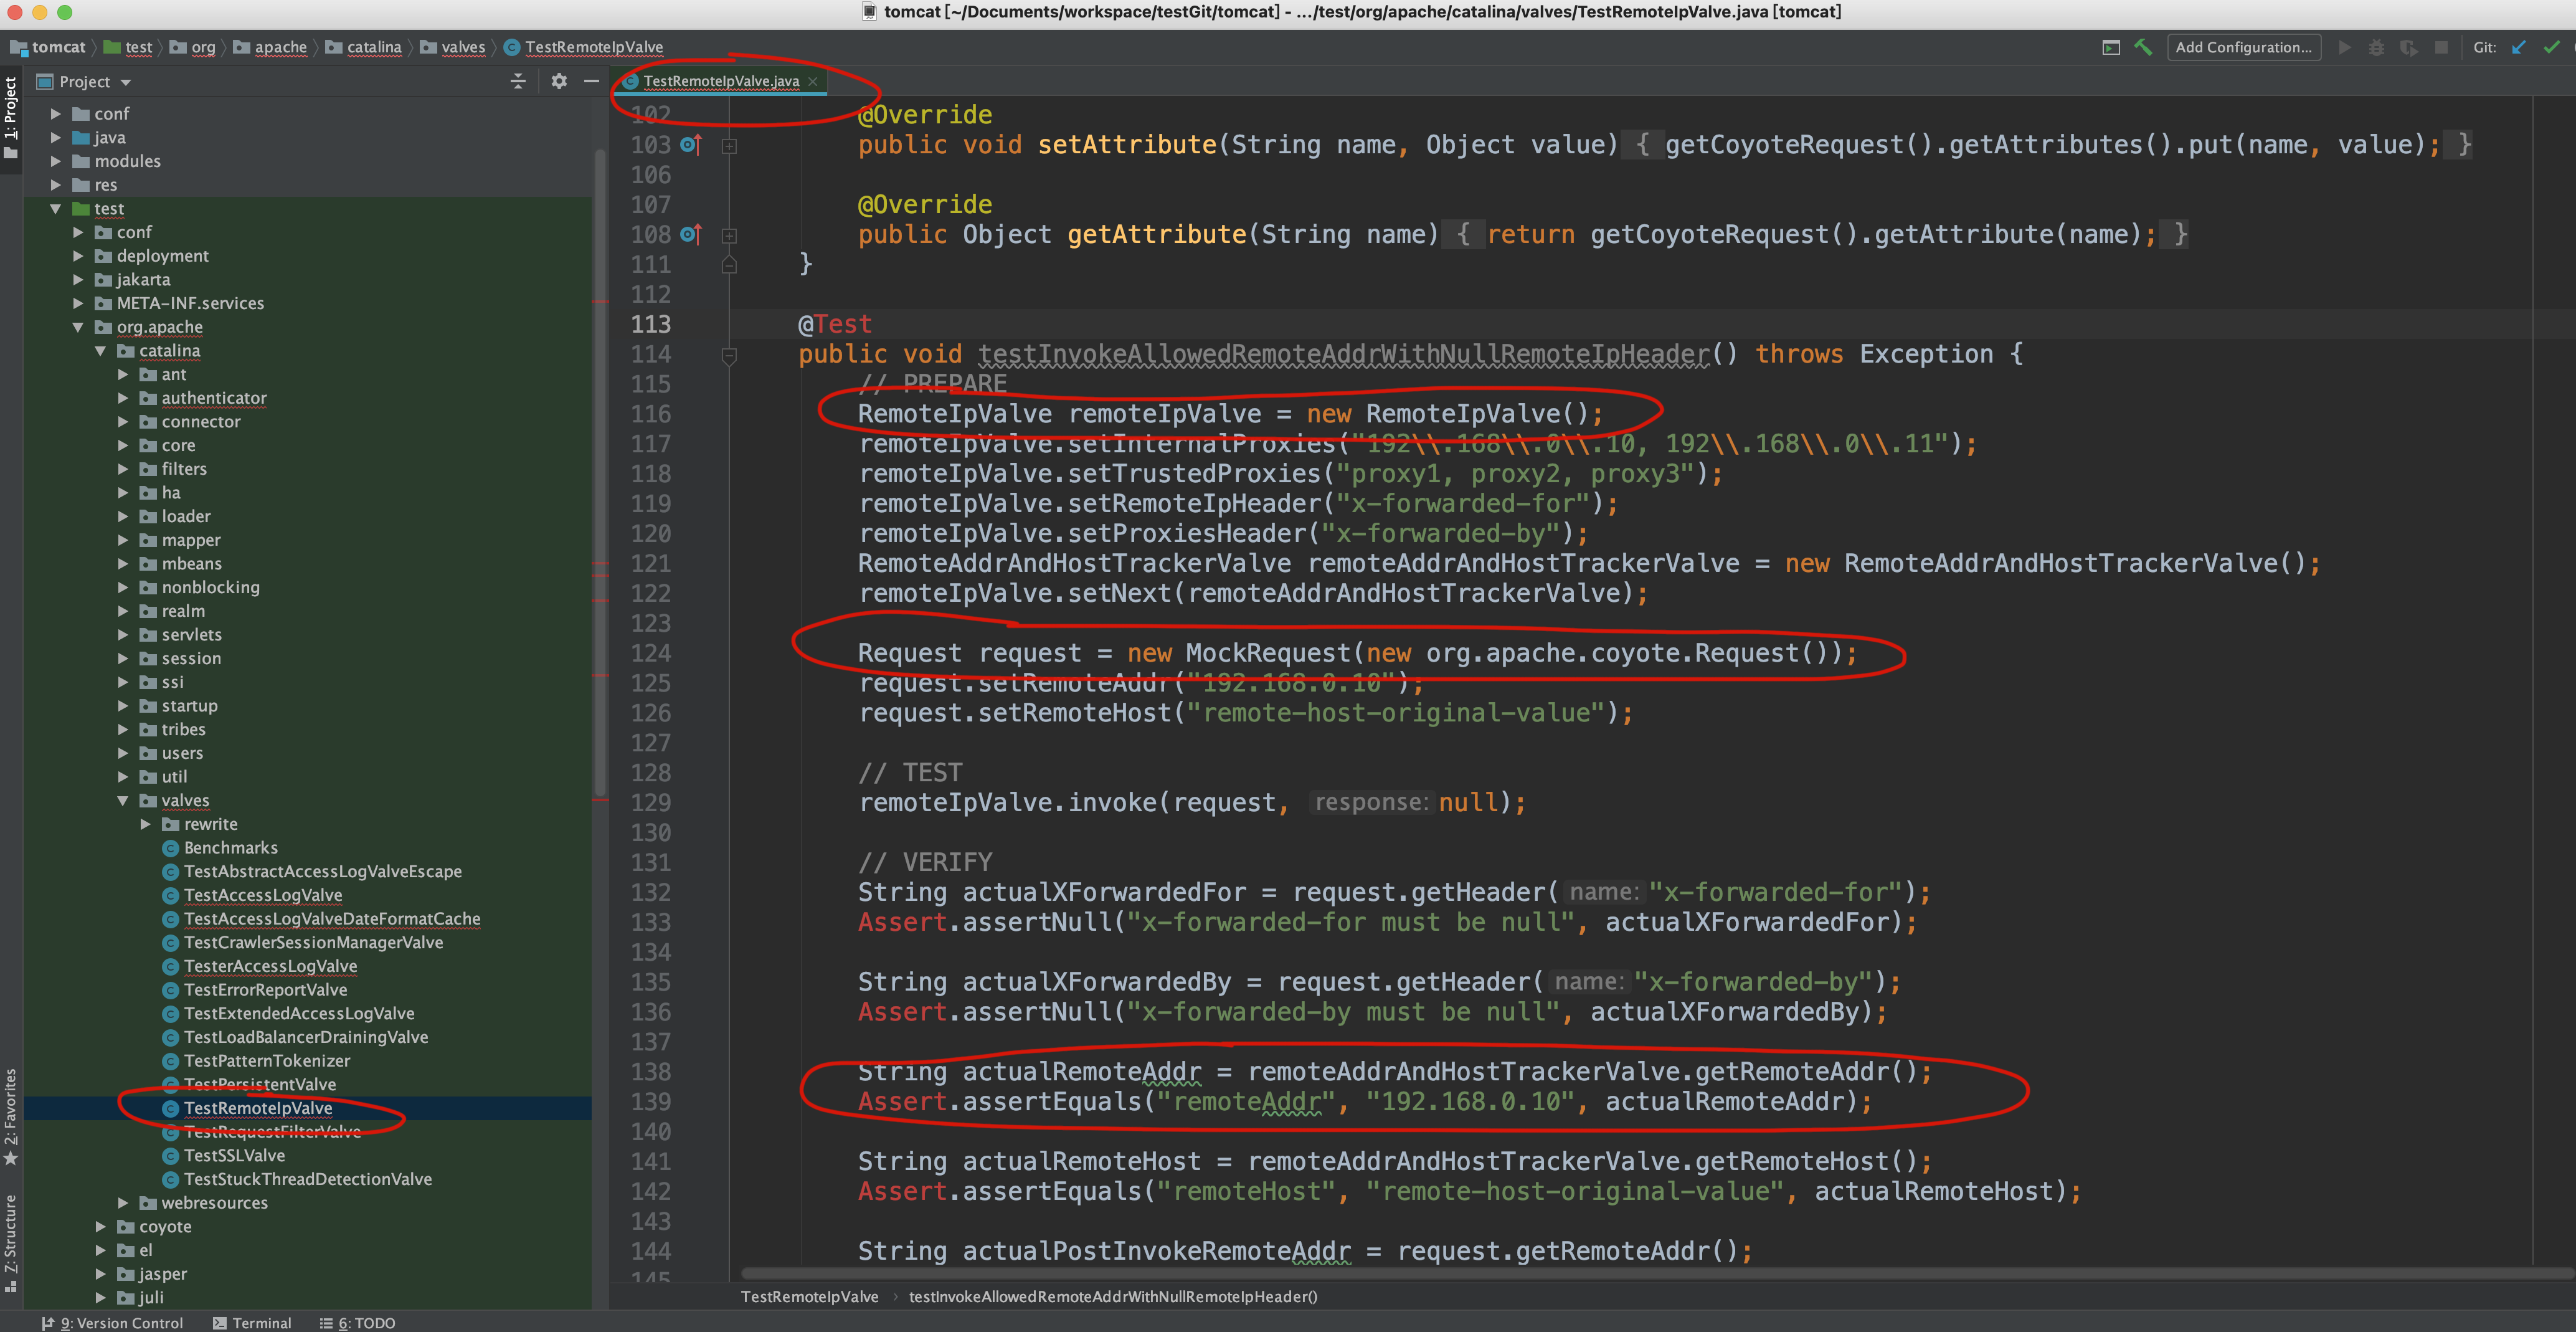 tomcat [~/Documents/workspace/testGit/tomcat] - .../test/org/apache/catalina/valves/TestRemoteIpValve.java [tomcat]
tomcat
test
org
apache
catalina
valves
TestRemoteIpValve
Add Configuration...
Git:
1: Project
2: Favorites
7: Structure
Project
conf
java
modules
res
test
conf
deployment
jakarta
META-INF.services
org.apache
catalina
ant
authenticator
connector
core
filters
ha
loader
mapper
mbeans
nonblocking
realm
servlets
session
ssi
startup
tribes
users
util
valves
rewrite
Benchmarks
TestAbstractAccessLogValveEscape
TestAccessLogValve
TestAccessLogValveDateFormatCache
TestCrawlerSessionManagerValve
TesterAccessLogValve
TestErrorReportValve
TestExtendedAccessLogValve
TestLoadBalancerDrainingValve
TestPatternTokenizer
TestPersistentValve
TestRemoteIpValve
TestRequestFilterValve
TestSSLValve
TestStuckThreadDetectionValve
webresources
coyote
el
jasper
juli
TestRemoteIpValve.java
102 @Override
103 public void setAttribute(String name, Object value) { getCoyoteRequest().getAttributes().put(name, value); }
106
107 @Override
108 public Object getAttribute(String name) { return getCoyoteRequest().getAttribute(name); }
111 }
112
113 @Test
114 public void testInvokeAllowedRemoteAddrWithNullRemoteIpHeader() throws Exception {
115 // PREPARE
116 RemoteIpValve remoteIpValve = new RemoteIpValve();
117 remoteIpValve.setInternalProxies("192\\.168\\.0\\.10, 192\\.168\\.0\\.11");
118 remoteIpValve.setTrustedProxies("proxy1, proxy2, proxy3");
119 remoteIpValve.setRemoteIpHeader("x-forwarded-for");
120 remoteIpValve.setProxiesHeader("x-forwarded-by");
121 RemoteAddrAndHostTrackerValve remoteAddrAndHostTrackerValve = new RemoteAddrAndHostTrackerValve();
122 remoteIpValve.setNext(remoteAddrAndHostTrackerValve);
123
124 Request request = new MockRequest(new org.apache.coyote.Request());
125 request.setRemoteAddr("192.168.0.10");
126 request.setRemoteHost("remote-host-original-value");
127
128 // TEST
129 remoteIpValve.invoke(request, response: null);
130
131 // VERIFY
132 String actualXForwardedFor = request.getHeader( name: "x-forwarded-for");
133 Assert.assertNull("x-forwarded-for must be null", actualXForwardedFor);
134
135 String actualXForwardedBy = request.getHeader( name: "x-forwarded-by");
136 Assert.assertNull("x-forwarded-by must be null", actualXForwardedBy);
137
138 String actualRemoteAddr = remoteAddrAndHostTrackerValve.getRemoteAddr();
139 Assert.assertEquals("remoteAddr", "192.168.0.10", actualRemoteAddr);
140
141 String actualRemoteHost = remoteAddrAndHostTrackerValve.getRemoteHost();
142 Assert.assertEquals("remoteHost", "remote-host-original-value", actualRemoteHost);
143
144 String actualPostInvokeRemoteAddr = request.getRemoteAddr();
145
TestRemoteIpValve
testInvokeAllowedRemoteAddrWithNullRemoteIpHeader()
9: Version Control
Terminal
6: TODO